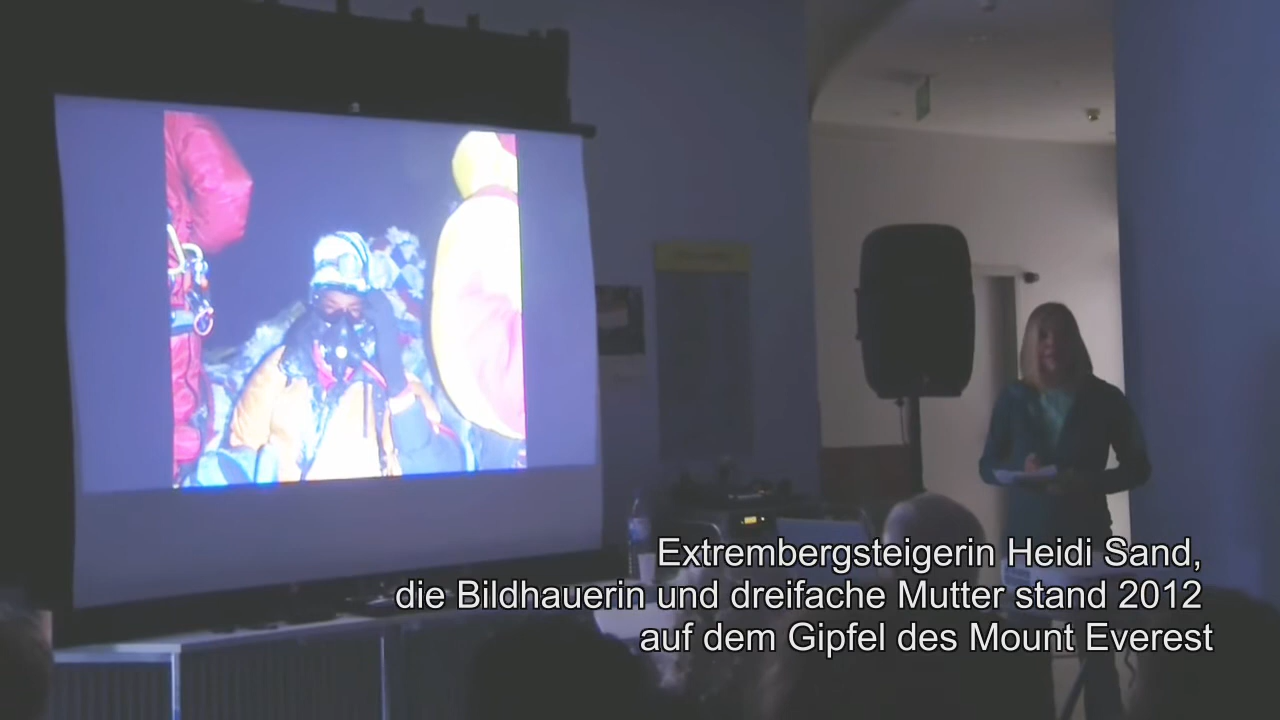 Extrembergsteigerin Heidi Sand,
die Bildhauerin und dreifache Mutter stand 2012
auf dem Gipfel des Mount Everest